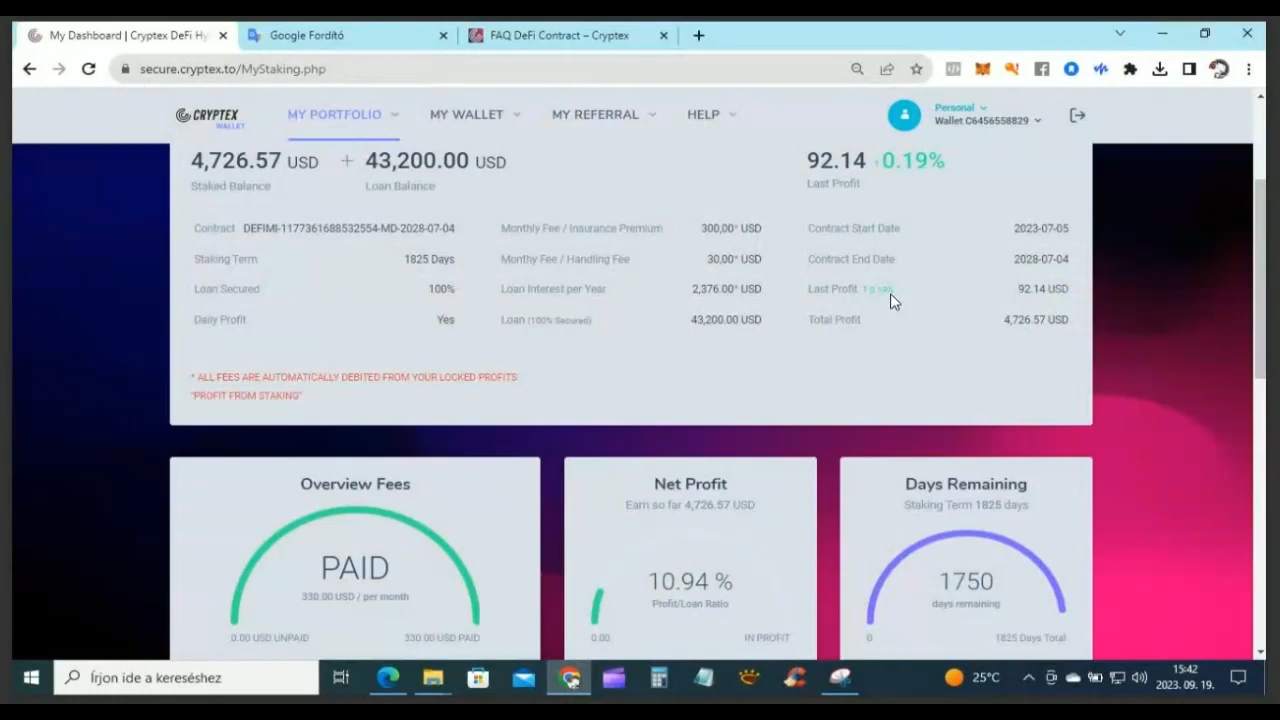 My Dashboard | Cryptex DeFi Hy
Google Fordító
FAQ DeFi Contract – Cryptex
secure.cryptex.to/MyStaking.php
CRYPTEX
WALLET
MY PORTFOLIO
MY WALLET
MY REFERRAL
HELP
Personal
Wallet C6456558829
4,726.57 USD + 43,200.00 USD
92.14 ↑0.19%
Staked Balance
Loan Balance
Last Profit
Contract DEFIMI-1177361688532554-MD-2028-07-04
Monthly Fee / Insurance Premium 300,00* USD
Contract Start Date 2023-07-05
Staking Term 1825 Days
Monthy Fee / Handling Fee 30,00* USD
Contract End Date 2028-07-04
Loan Secured 100%
Loan Interest per Year 2,376.00* USD
Last Profit ↑ 0.19% 92.14 USD
Daily Profit Yes
Loan (100% Secured) 43,200.00 USD
Total Profit 4,726.57 USD
* ALL FEES ARE AUTOMATICALLY DEBITED FROM YOUR LOCKED PROFITS
"PROFIT FROM STAKING"
Overview Fees
PAID
330.00 USD / per month
0.00 USD UNPAID
330.00 USD PAID
Net Profit
Earn so far 4,726.57 USD
10.94 %
Profit/Loan Ratio
0.00
IN PROFIT
Days Remaining
Staking Term 1825 days
1750
days remaining
0
1825 Days Total
Írjon ide a kereséshez
25°C
15:42
2023. 09. 19.